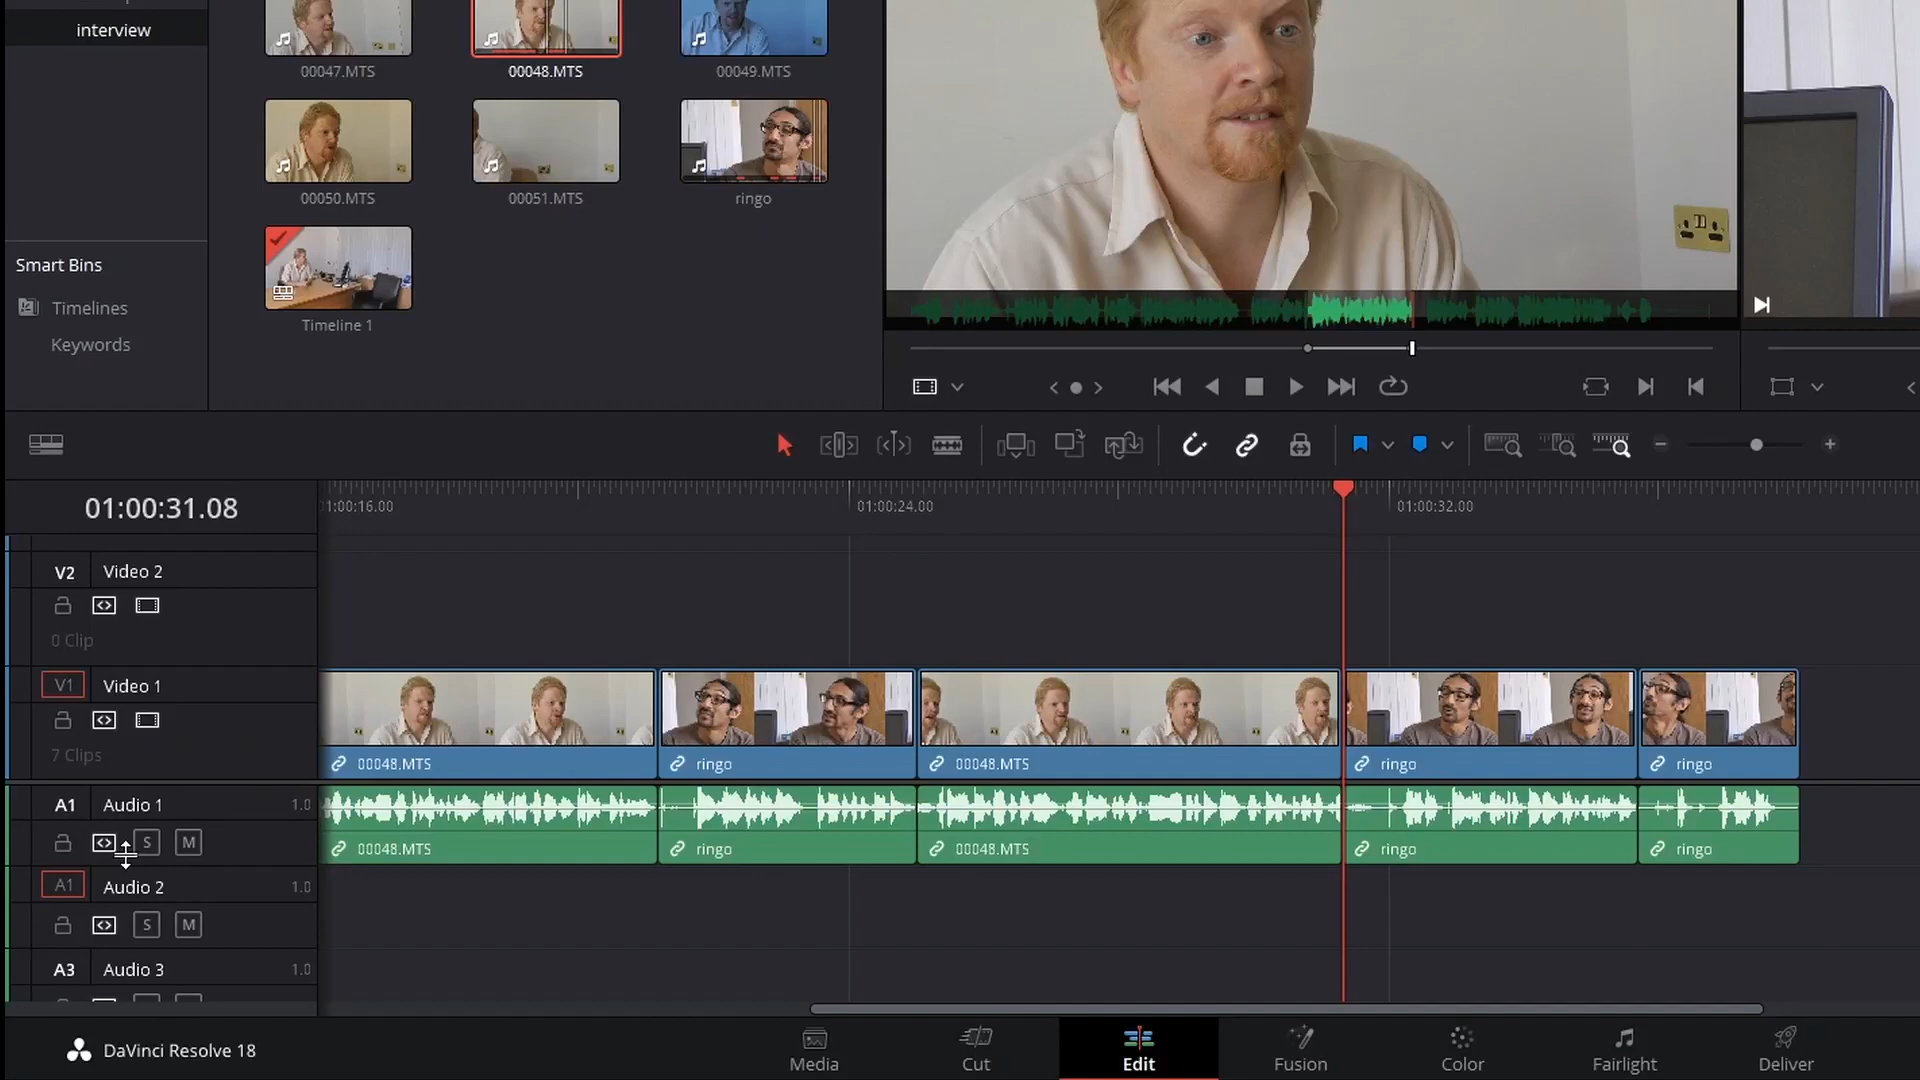 interview
00047.MTS
00048.MTS
00049.MTS
00050.MTS
00051.MTS
ringo
Smart Bins
Timelines
Timeline 1
Keywords
01:00:31.08
1:00:16.00
01:00:24.00
01:00:32.00
V2 Video 2
0 Clip
V1 Video 1
7 Clips
00048.MTS
ringo
00048.MTS
ringo
ringo
A1 Audio 1 1.0
S M
00048.MTS
ringo
00048.MTS
ringo
ringo
A1 Audio 2 1.0
S M
A3 Audio 3 1.0
DaVinci Resolve 18
Media
Cut
Edit
Fusion
Color
Fairlight
Deliver